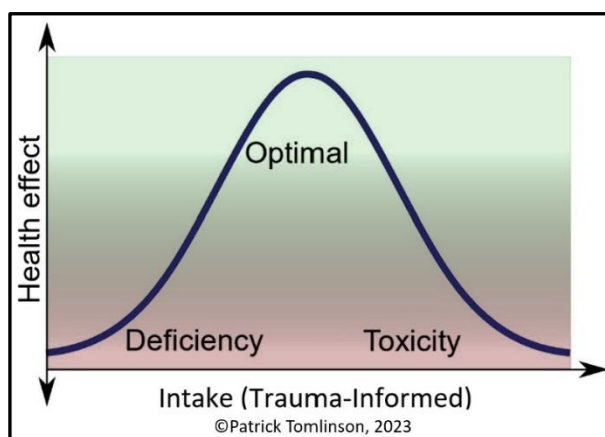 Health effect
Optimal
Deficiency Toxicity
Intake (Trauma-Informed)
©Patrick Tomlinson, 2023